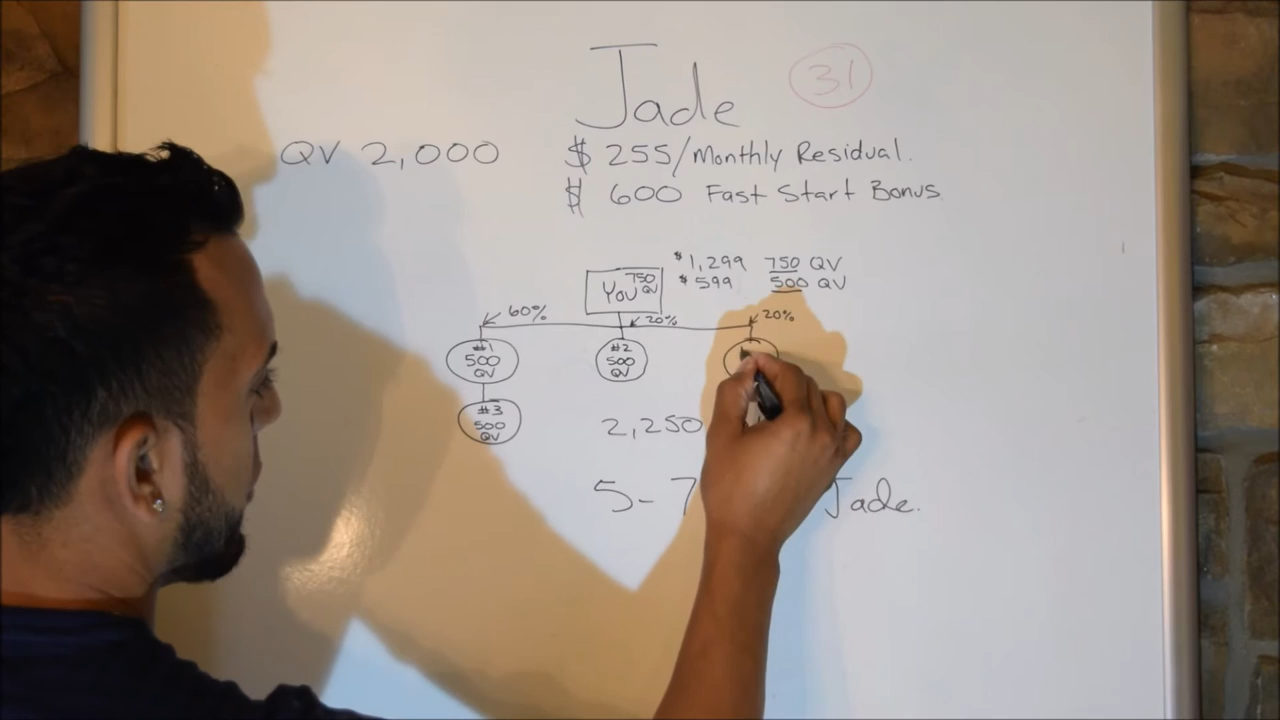 Jade
31
QV 2,000
$ 255/Monthly Residual.
$ 600 Fast Start Bonus
$1,299 750 QV
$599 500 QV
You 750 QV
60%
20%
20%
#1
500
QV
#2
500
QV
#3
500
QV
2,250
5-7
Jade.